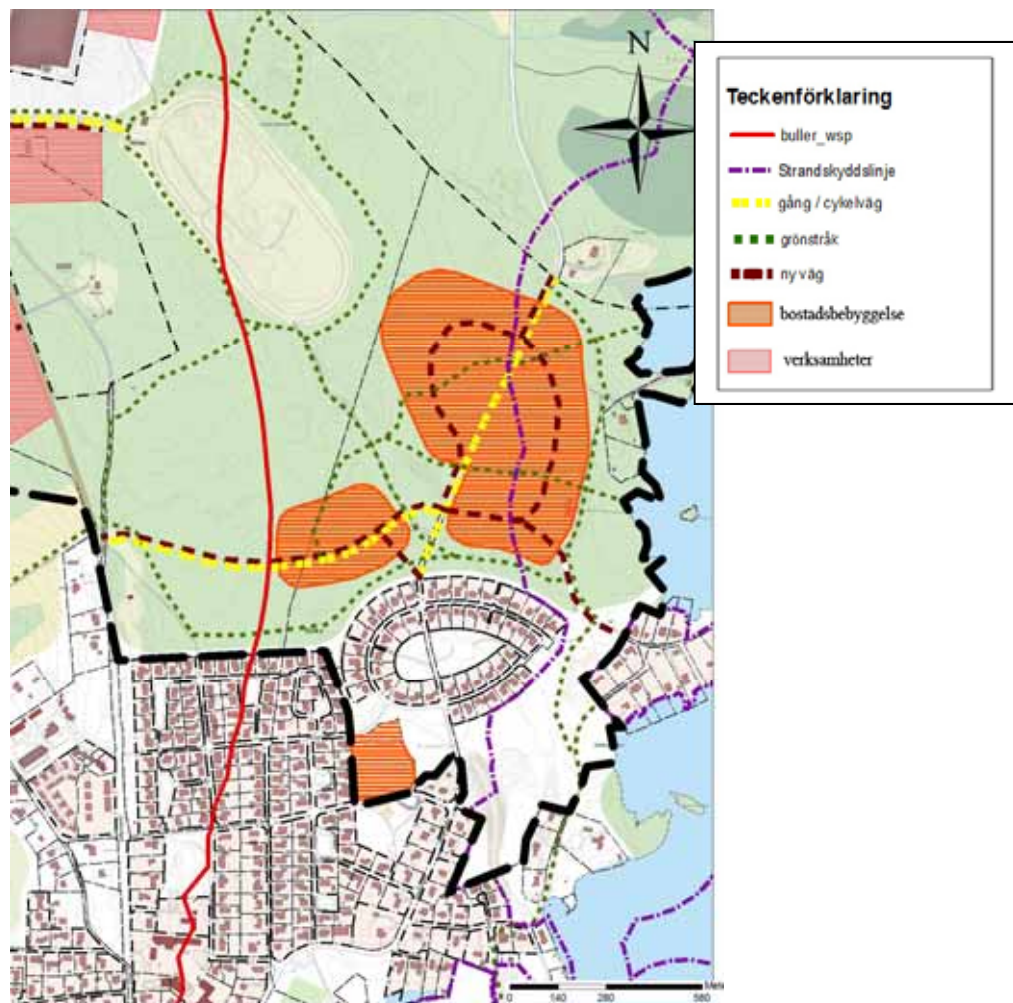 N
Teckenförklaring
buller_wsp
Strandskyddslinje
gång / cykelväg
grönstråk
ny väg
bostadsbebyggelse
verksamheter
0 140 280 560